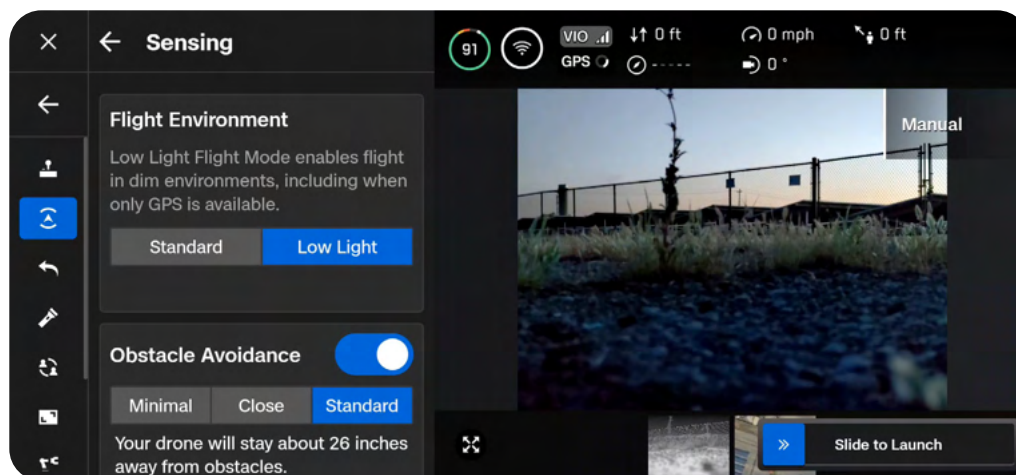 Sensing
Flight Environment
Low Light Flight Mode enables flight
in dim environments, including when
only GPS is available.
Standard
Low Light
Obstacle Avoidance
Minimal
Close
Standard
Your drone will stay about 26 inches
away from obstacles.
91
VIO
GPS
0 ft
0 mph
0 ft
-----
0 °
Manual
Slide to Launch